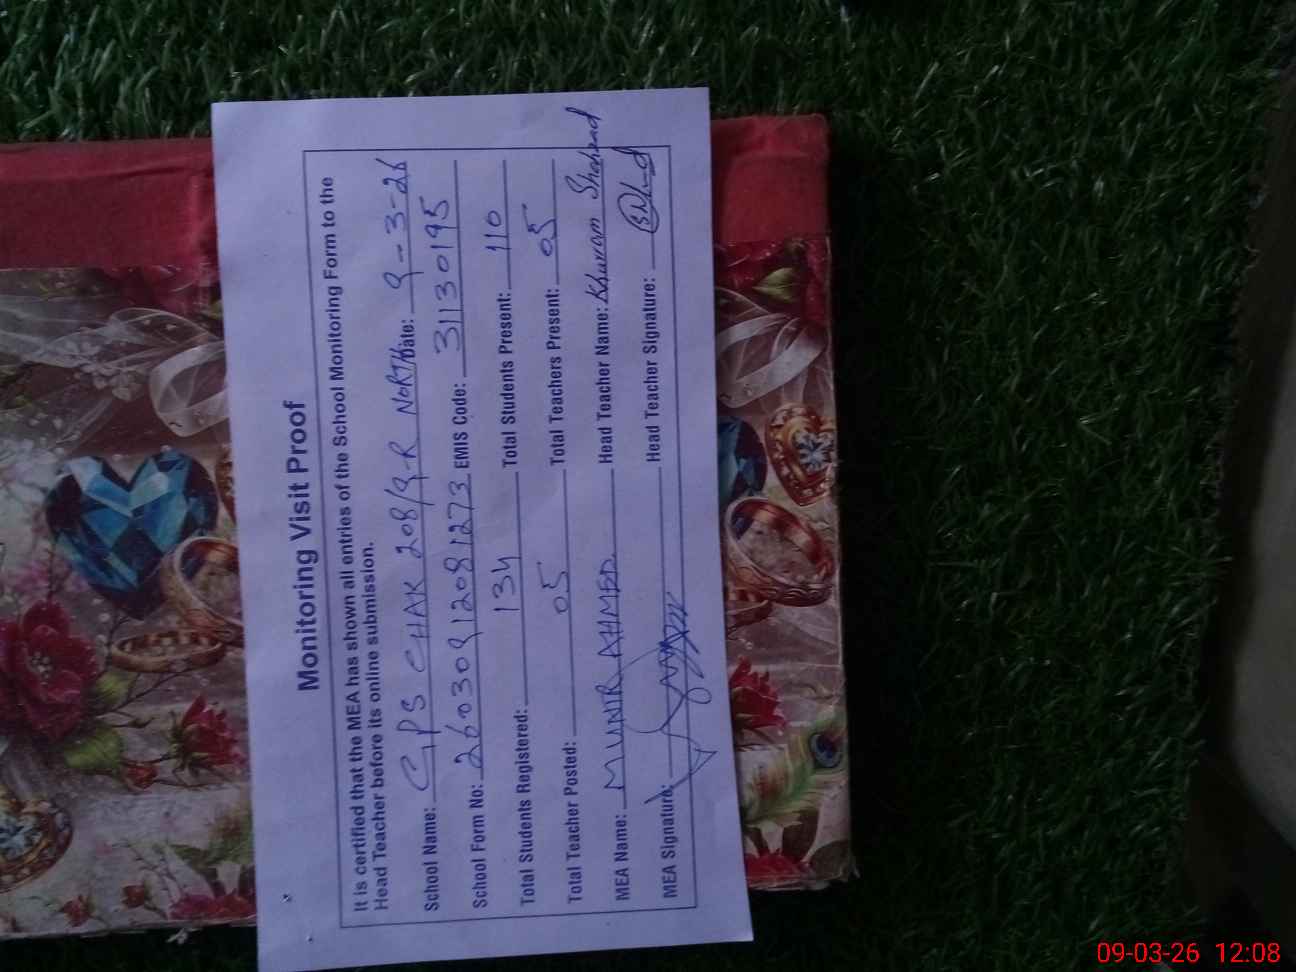 Monitoring Visit Proof
It is certified that the MEA has shown all entries of the School Monitoring Form to the
Head Teacher before its online submission.
School Name: GPS CHAK 208/9-R NORTH Date: 9-3-26
School Form No: 26030912081273 EMIS Code: 31130195
Total Students Registered: 134 Total Students Present: 110
Total Teacher Posted: 05 Total Teachers Present: 05
MEA Name: MUNIR AHMED Head Teacher Name: Khurram Shahzad
MEA Signature: Head Teacher Signature:
09-03-26 12:08